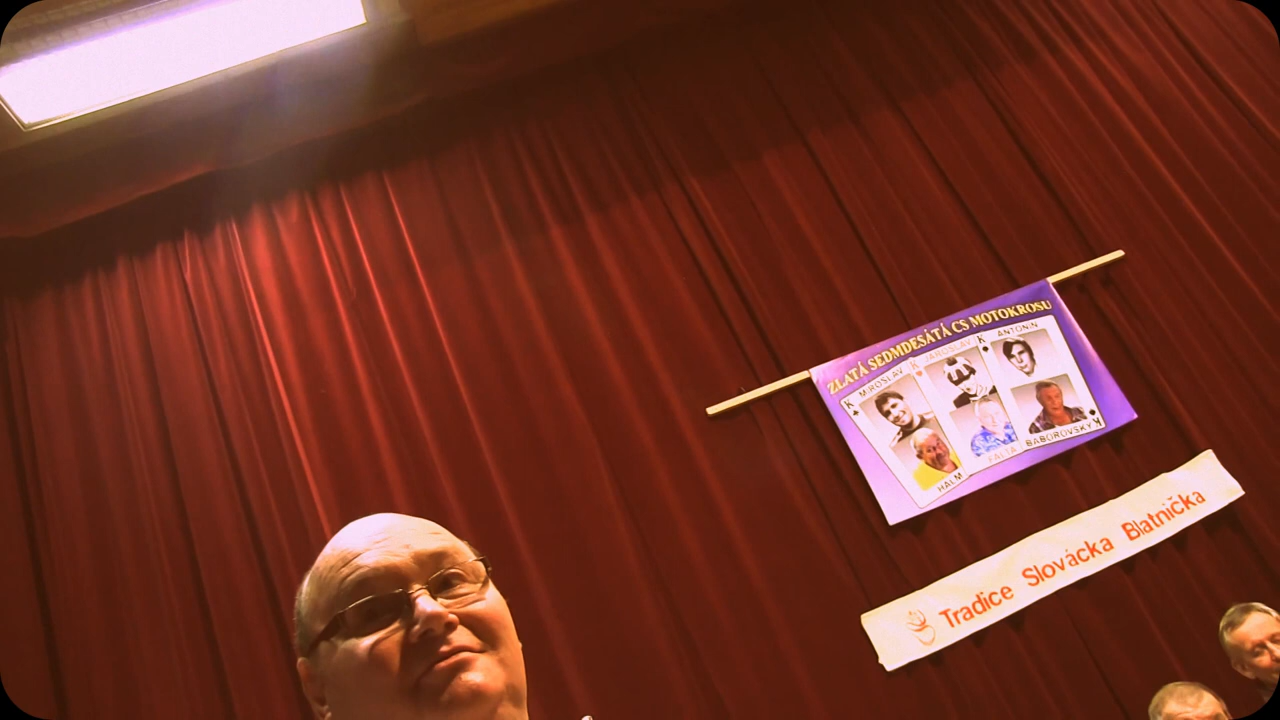 ZLATÁ SEDMDESÁTÁ CS MOTOKROSU
K MIROSLAV
HALM
K JAROSLAV
FALTA
K ANTONÍN
BABOROVSKÝ K
Tradice Slovácka Blatnička